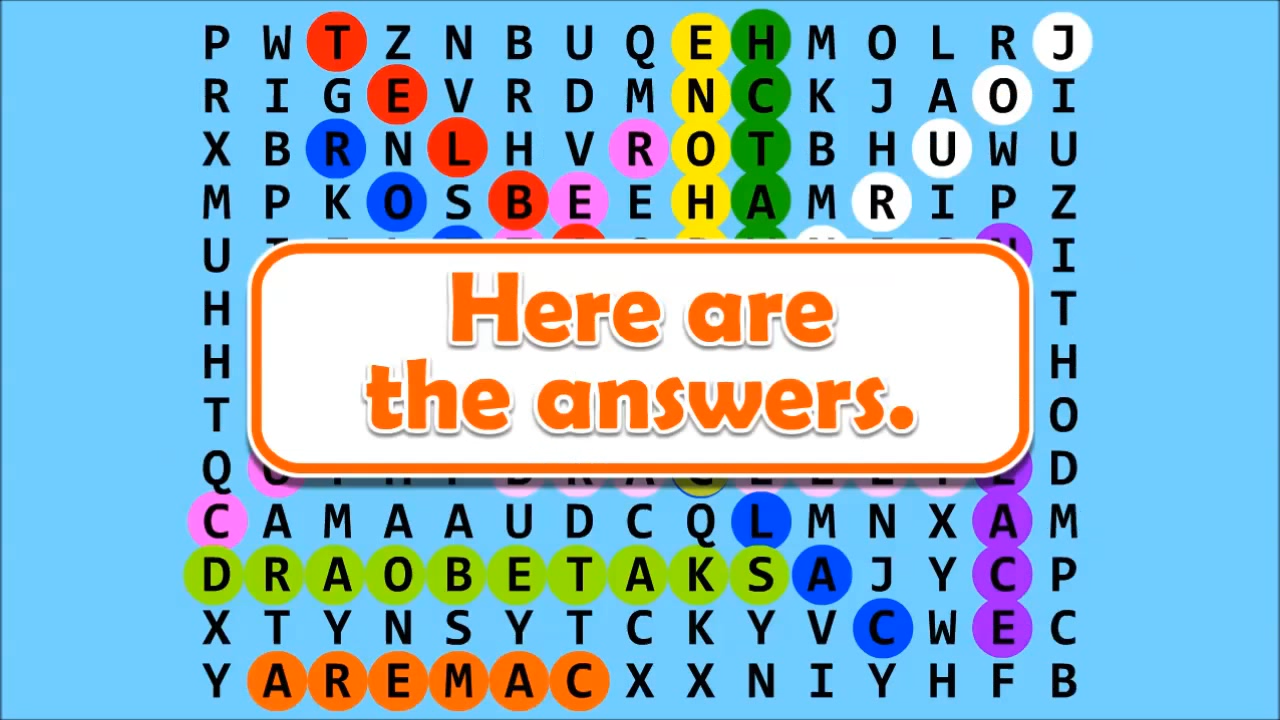 P W T Z N B U Q E H M O L R J
R I G E V R D M N C K J A O I
X B R N L H V R O T B H U W U
M P K O S B E E H A M R I P Z
U I
H T
H Here are H
T the answers. O
Q D
C A M A A U D C Q L M N X A M
D R A O B E T A K S A J Y C P
X T Y N S Y T C K Y V C W E C
Y A R E M A C X X N I Y H F B